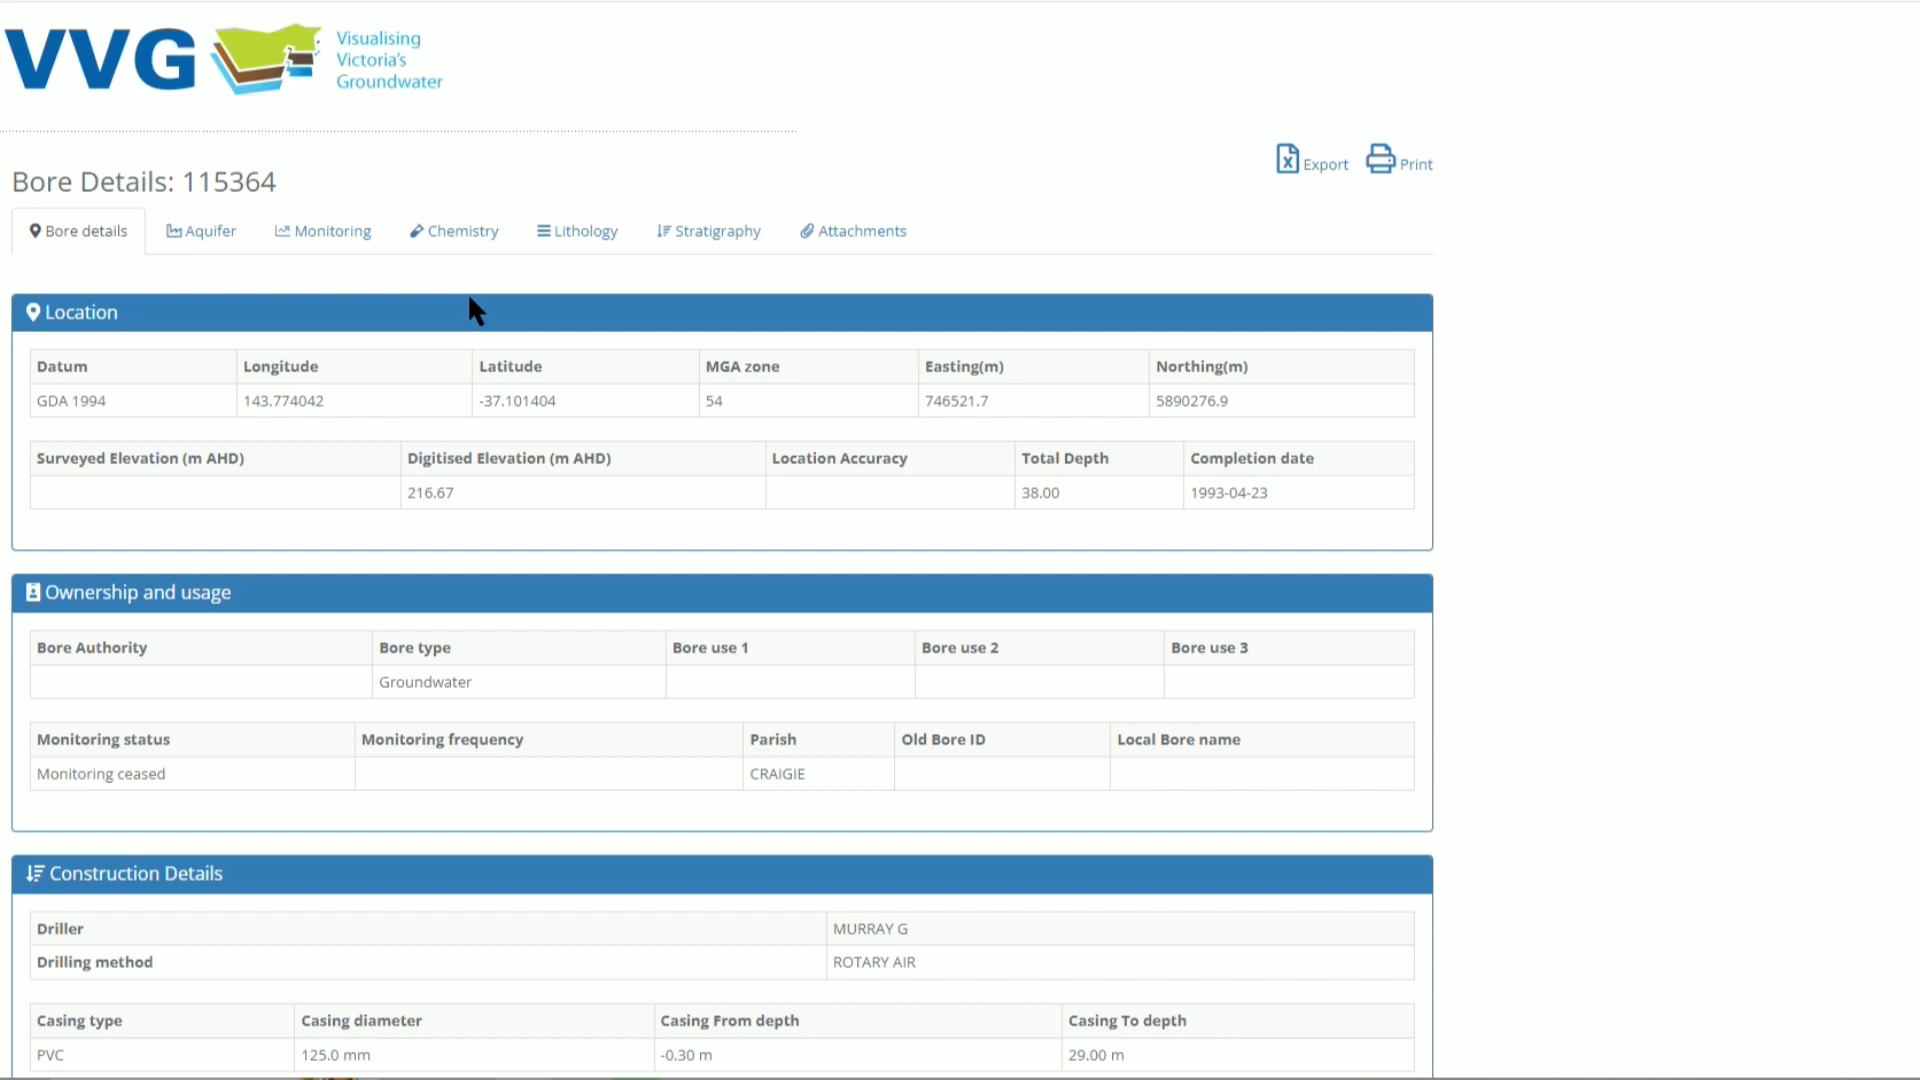 VVG Visualising
Victoria's
Groundwater
Export Print
Bore Details: 115364
Bore details Aquifer Monitoring Chemistry Lithology Stratigraphy Attachments
Location
Datum Longitude Latitude MGA zone Easting(m) Northing(m)
GDA 1994 143.774042 -37.101404 54 746521.7 5890276.9
Surveyed Elevation (m AHD) Digitised Elevation (m AHD) Location Accuracy Total Depth Completion date
216.67 38.00 1993-04-23
Ownership and usage
Bore Authority Bore type Bore use 1 Bore use 2 Bore use 3
Groundwater
Monitoring status Monitoring frequency Parish Old Bore ID Local Bore name
Monitoring ceased CRAIGIE
Construction Details
Driller MURRAY G
Drilling method ROTARY AIR
Casing type Casing diameter Casing From depth Casing To depth
PVC 125.0 mm -0.30 m 29.00 m